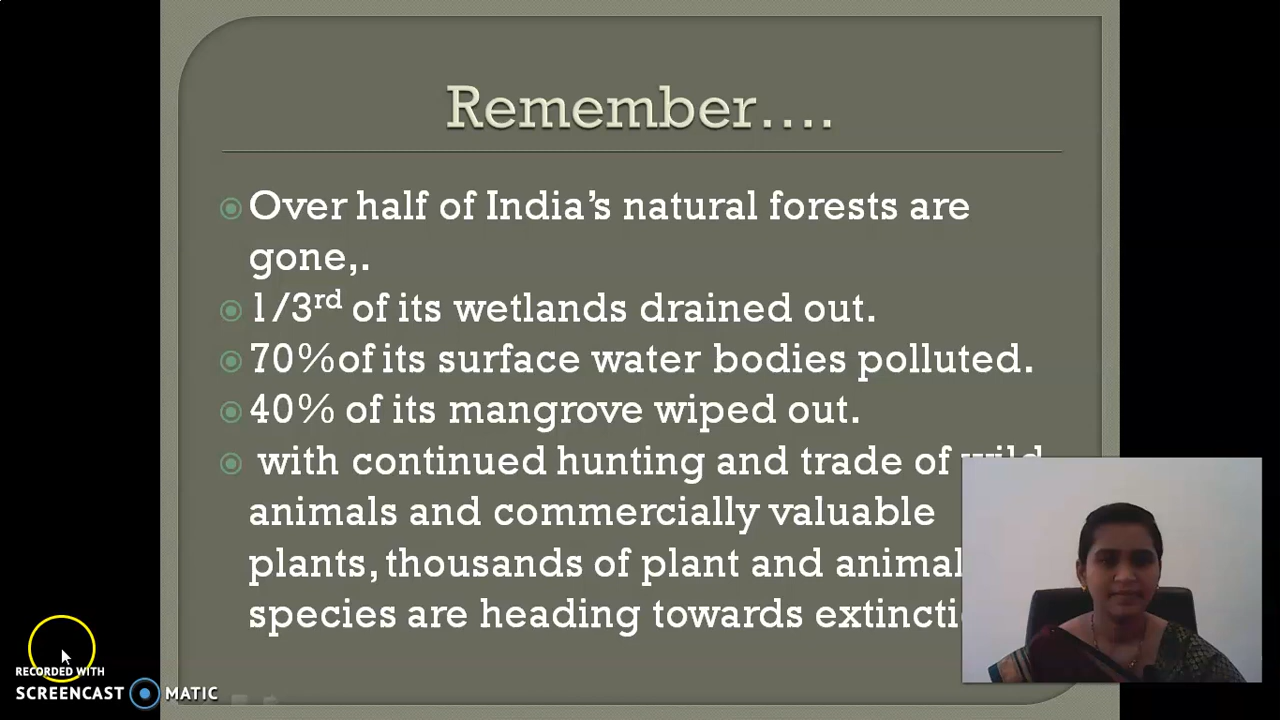 Remember....
Over half of India's natural forests are
gone,.
1/3rd of its wetlands drained out.
70%of its surface water bodies polluted.
40% of its mangrove wiped out.
with continued hunting and trade of wild
animals and commercially valuable
plants, thousands of plant and animal
species are heading towards
RECORDED WITH
SCREENCAST MATIC